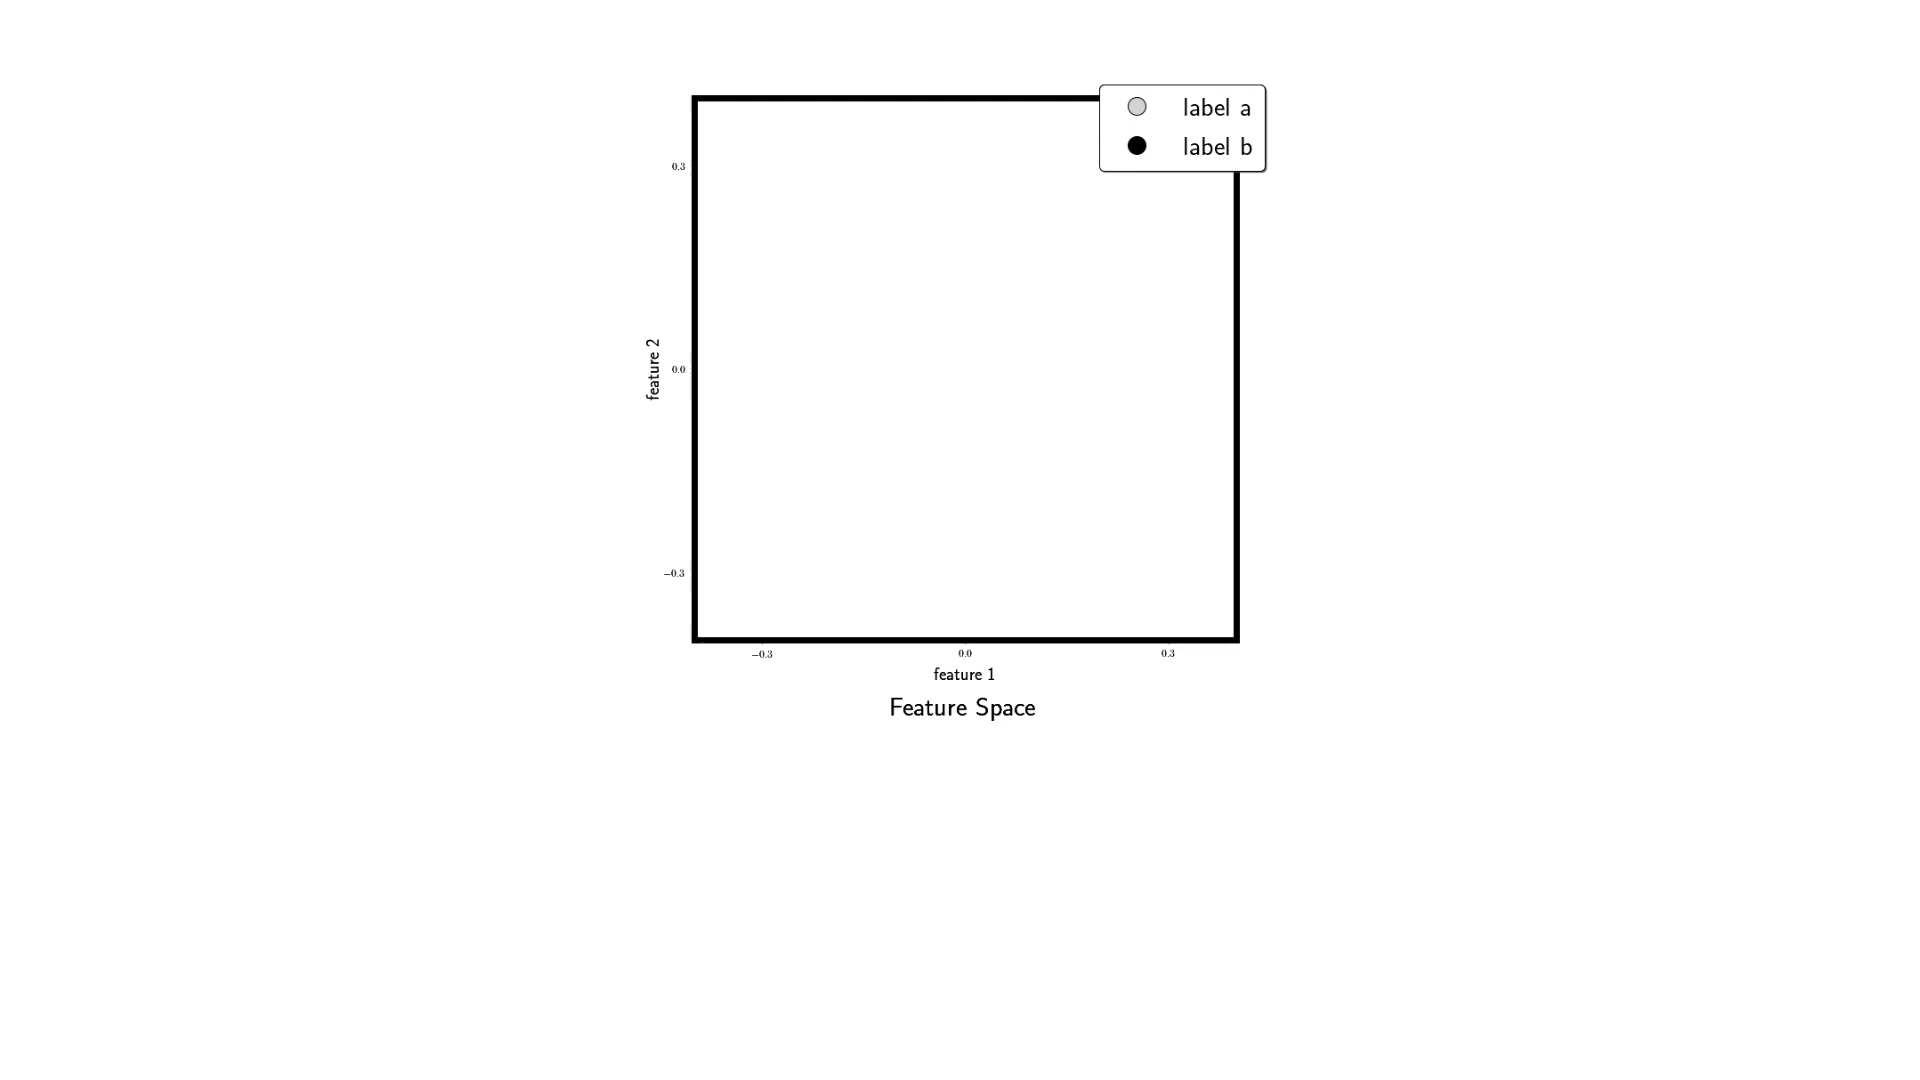 label a
label b
0.3
feature 2
0.0
−0.3
−0.3
0.0
0.3
feature 1
Feature Space